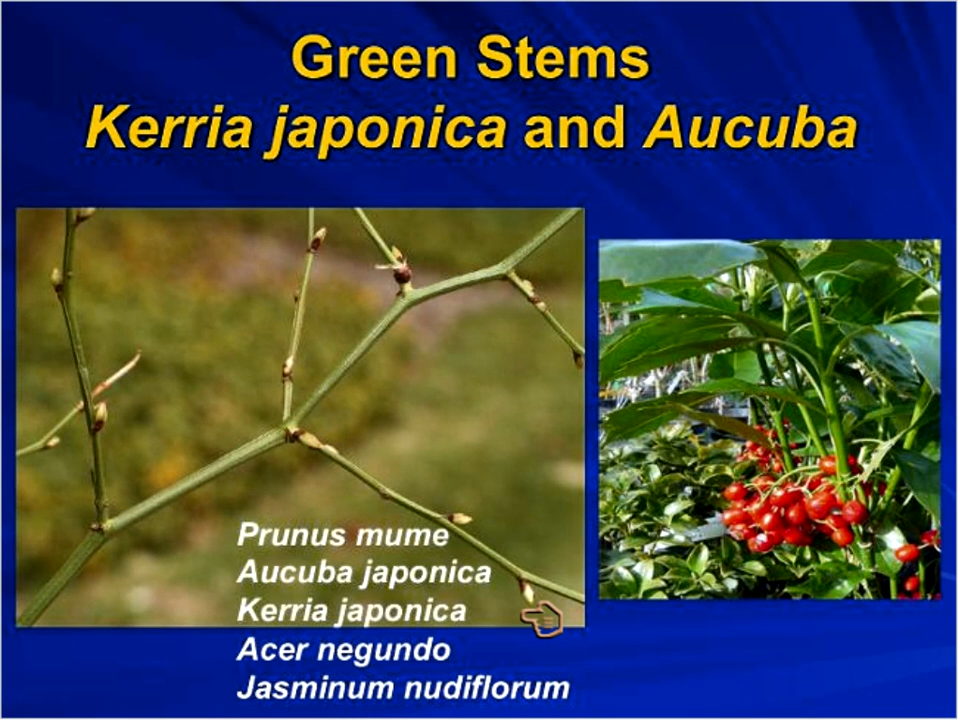 Green Stems
Kerria japonica and Aucuba
Prunus mume
Aucuba japonica
Kerria japonica
Acer negundo
Jasminum nudiflorum